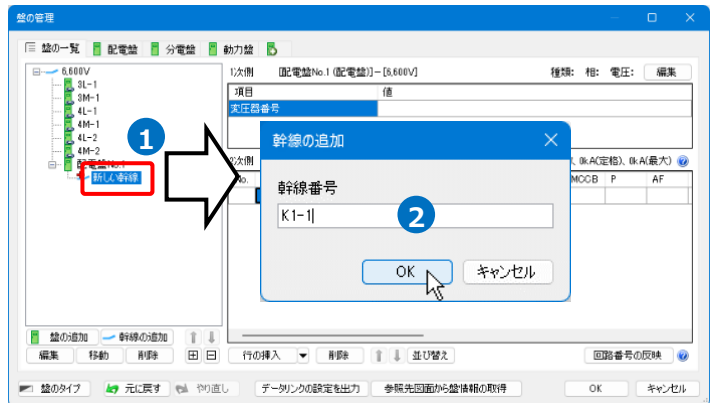 盤の管理
盤の一覧 配電盤 分電盤 動力盤
6,600V
3L-1
3M-1
4L-1
4M-1
4L-2
4M-2
配電盤No.1
新しい幹線
1
1次側 [配電盤No.1 (配電盤)]－[6,600V] 種類: 相: 電圧: 編集
項目 値
変圧器番号
2次側 0kA(定格)、0kA(最大)
No. MCCB P AF
幹線の追加
幹線番号
K1-1
2
OK キャンセル
盤の追加 幹線の追加
編集 移動 削除
行の挿入 削除 並び替え 回路番号の反映
盤のタイプ 元に戻す やり直し データリンクの設定を出力 参照先図面から盤情報の取得 OK キャンセル